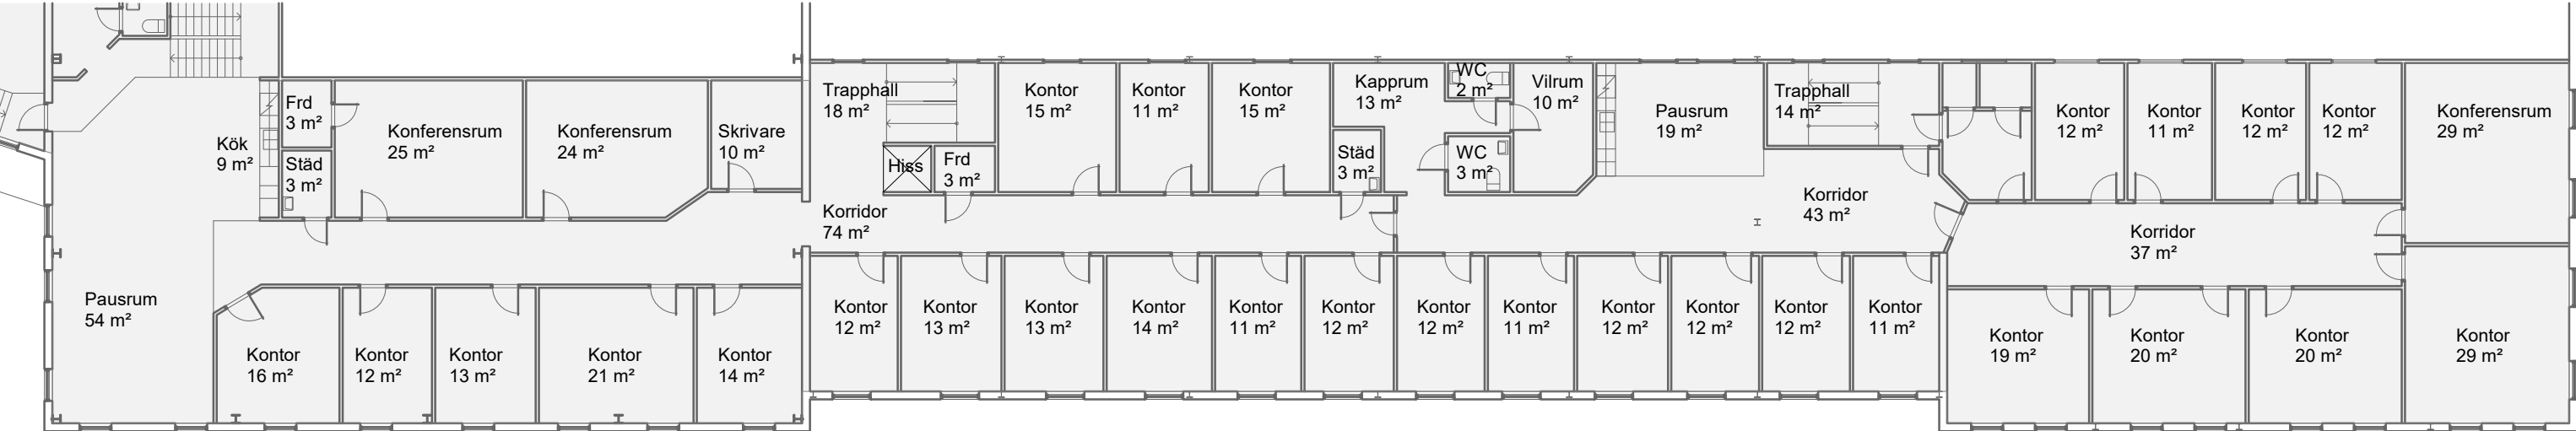 Frd
3 m²
Kök
9 m²
Städ
3 m²
Konferensrum
25 m²
Konferensrum
24 m²
Skrivare
10 m²
Trapphall
18 m²
Hiss
Frd
3 m²
Kontor
15 m²
Kontor
11 m²
Kontor
15 m²
Kapprum
13 m²
WC
2 m²
Städ
3 m²
WC
3 m²
Vilrum
10 m²
Pausrum
19 m²
Trapphall
14 m²
Kontor
12 m²
Kontor
11 m²
Kontor
12 m²
Kontor
12 m²
Konferensrum
29 m²
Korridor
74 m²
Korridor
43 m²
Korridor
37 m²
Pausrum
54 m²
Kontor
16 m²
Kontor
12 m²
Kontor
13 m²
Kontor
21 m²
Kontor
14 m²
Kontor
12 m²
Kontor
13 m²
Kontor
13 m²
Kontor
14 m²
Kontor
11 m²
Kontor
12 m²
Kontor
12 m²
Kontor
11 m²
Kontor
12 m²
Kontor
12 m²
Kontor
12 m²
Kontor
11 m²
Kontor
19 m²
Kontor
20 m²
Kontor
20 m²
Kontor
29 m²